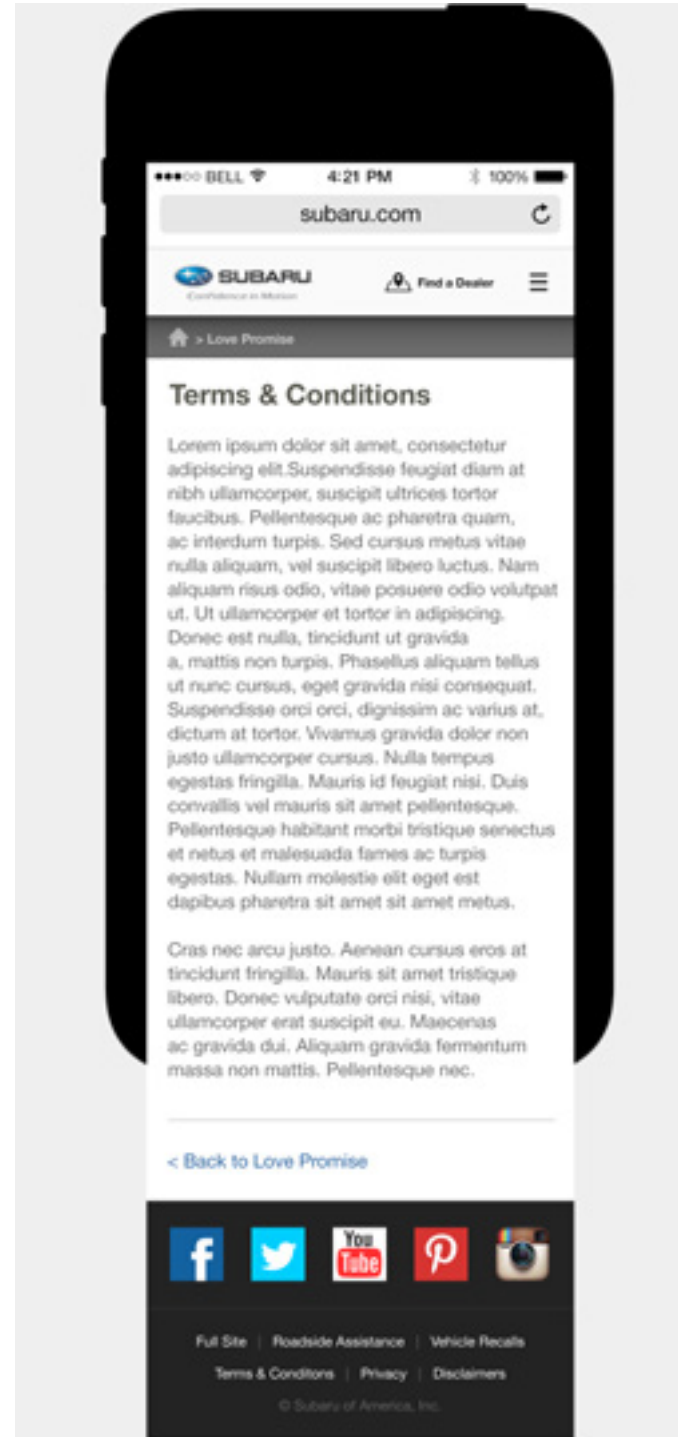 BELL 4:21 PM 100%
subaru.com
SUBARU
Confidence in Motion
Find a Dealer
> Love Promise
Terms & Conditions
Lorem ipsum dolor sit amet, consectetur
adipiscing elit.Suspendisse feugiat diam at
nibh ullamcorper, suscipit ultrices tortor
faucibus. Pellentesque ac pharetra quam,
ac interdum turpis. Sed cursus metus vitae
nulla aliquam, vel suscipit libero luctus. Nam
aliquam risus odio, vitae posuere odio volutpat
ut. Ut ullamcorper et tortor in adipiscing.
Donec est nulla, tincidunt ut gravida
a, mattis non turpis. Phasellus aliquam tellus
ut nunc cursus, eget gravida nisi consequat.
Suspendisse orci orci, dignissim ac varius at,
dictum at tortor. Vivamus gravida dolor non
justo ullamcorper cursus. Nulla tempus
egestas fringilla. Mauris id feugiat nisi. Duis
convallis vel mauris sit amet pellentesque.
Pellentesque habitant morbi tristique senectus
et netus et malesuada fames ac turpis
egestas. Nullam molestie elit eget est
dapibus pharetra sit amet sit amet metus.
Cras nec arcu justo. Aenean cursus eros at
tincidunt fringilla. Mauris sit amet tristique
libero. Donec vulputate orci nisi, vitae
ullamcorper erat suscipit eu. Maecenas
ac gravida dui. Aliquam gravida fermentum
massa non mattis. Pellentesque nec.
< Back to Love Promise
You
Tube
Full Site | Roadside Assistance | Vehicle Recalls
Terms & Conditons | Privacy | Disclaimers
© Subaru of America, Inc.